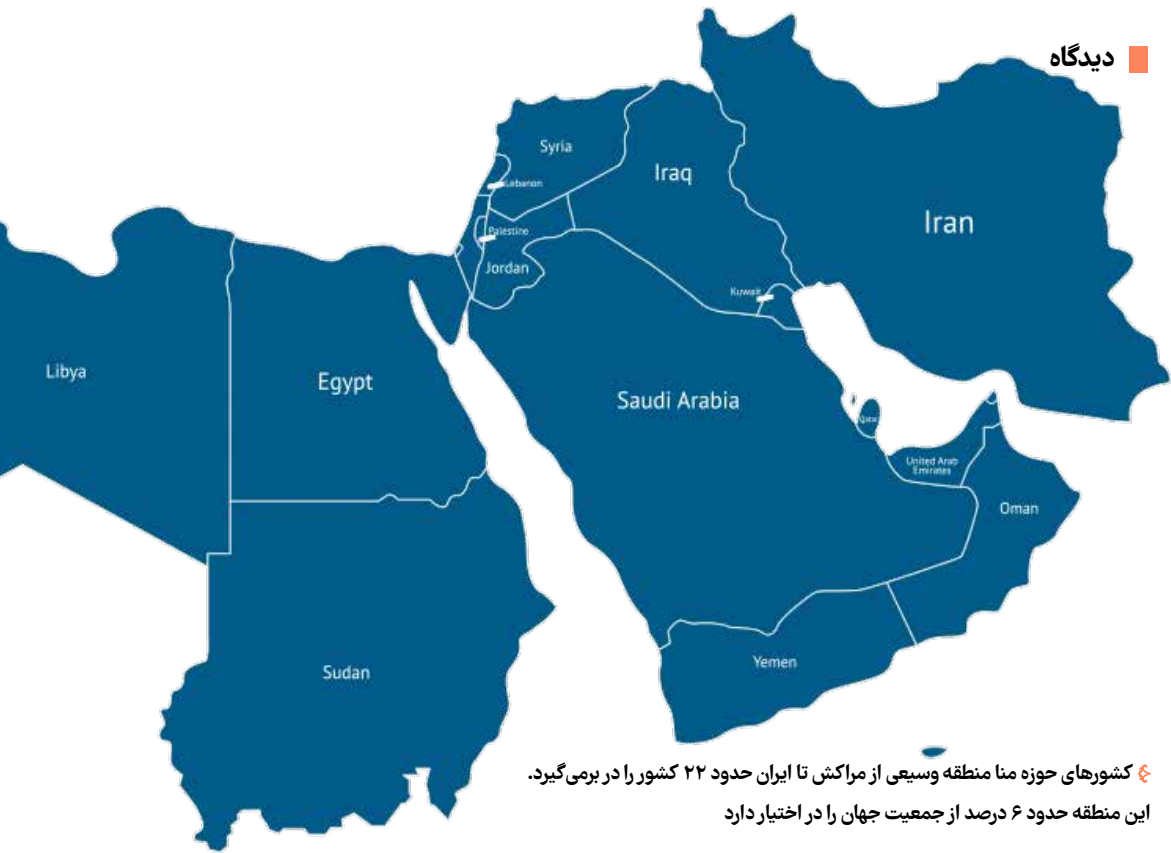 دیدگاه
Syria
Iraq
Lebanon
Iran
Palestine
Jordan
Kuwait
Libya
Egypt
Saudi Arabia
Qatar
United Arab
Emirates
Oman
Yemen
Sudan
کشورهای حوزه منا منطقه وسیعی از مراکش تا ایران حدود ۲۲ کشور را در برمی‌گیرد.
این منطقه حدود ۶ درصد از جمعیت جهان را در اختیار دارد